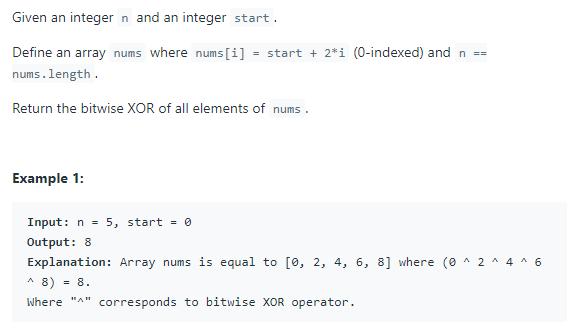 Given an integer n and an integer start.
Define an array nums where nums[i] = start + 2*i (0-indexed) and n ==
nums.length.
Return the bitwise XOR of all elements of nums.
Example 1:
Input: n = 5, start = 0
Output: 8
Explanation: Array nums is equal to [0, 2, 4, 6, 8] where (0 ^ 2 ^ 4 ^ 6
^ 8) = 8.
Where "^" corresponds to bitwise XOR operator.